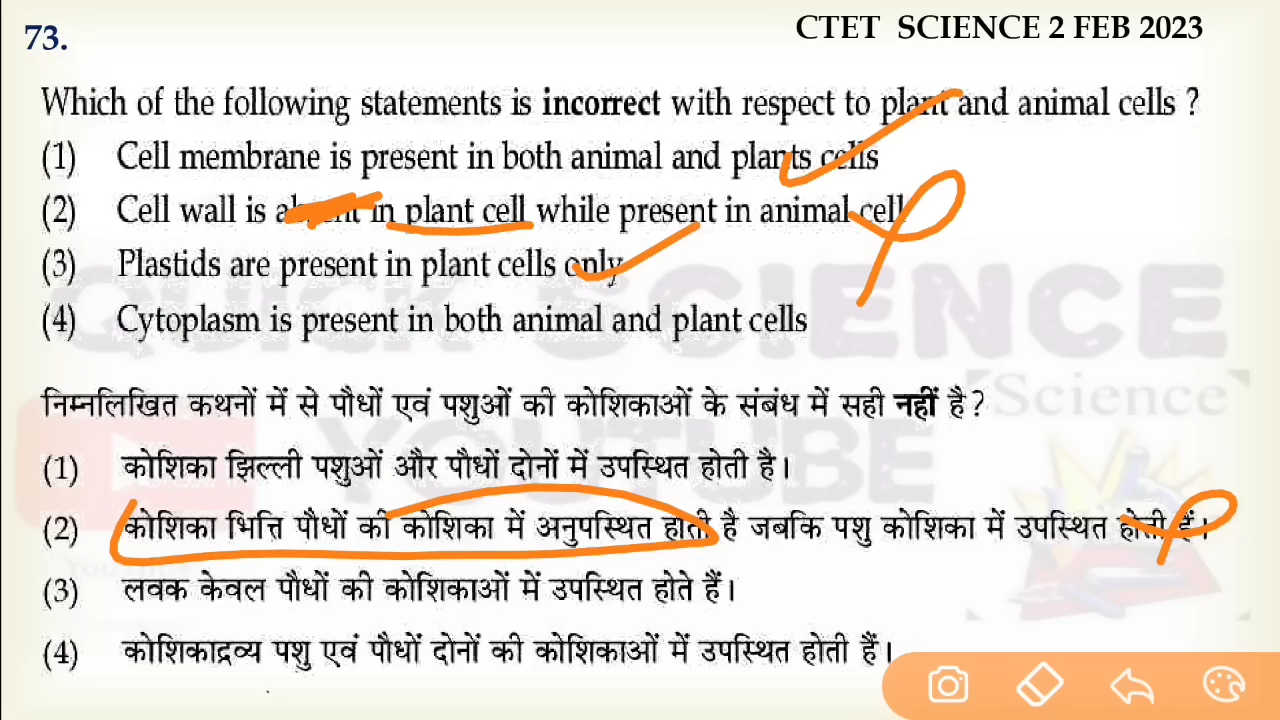 73.
CTET SCIENCE 2 FEB 2023
Which of the following statements is incorrect with respect to plant and animal cells ?
(1) Cell membrane is present in both animal and plants cells
(2) Cell wall is absent in plant cell while present in animal cell
(3) Plastids are present in plant cells only
(4) Cytoplasm is present in both animal and plant cells
निम्नलिखित कथनों में से पौधों एवं पशुओं की कोशिकाओं के संबंध में सही नहीं है?
(1) कोशिका झिल्ली पशुओं और पौधों दोनों में उपस्थित होती है।
(2) कोशिका भित्ति पौधों की कोशिका में अनुपस्थित होती है जबकि पशु कोशिका में उपस्थित होती हैं।
(3) लवक केवल पौधों की कोशिकाओं में उपस्थित होते हैं।
(4) कोशिकाद्रव्य पशु एवं पौधों दोनों की कोशिकाओं में उपस्थित होती हैं।
QUICK SCIENCE
Science
YOUTUBE